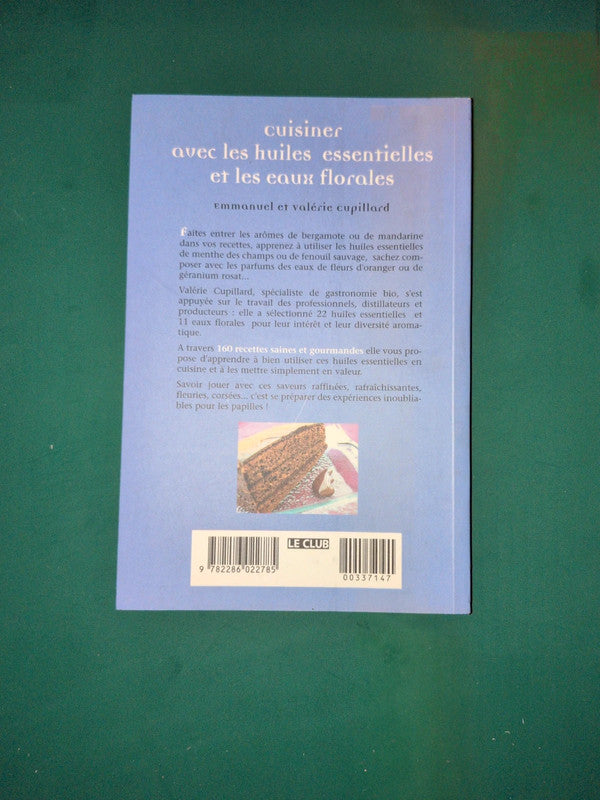 cuisiner
avec les huiles essentielles
et les eaux florales
Emmanuel et Valérie Cupillard
Faites entrer les arômes de bergamote ou de mandarine
dans vos recettes, apprenez à utiliser les huiles essentielles
de menthe des champs ou de fenouil sauvage, sachez com-
poser avec les parfums des eaux de fleurs d'oranger ou de
géranium rosat...
Valérie Cupillard, spécialiste de gastronomie bio, s'est
appuyée sur le travail des professionnels, distillateurs et
producteurs : elle a sélectionné 22 huiles essentielles et
11 eaux florales pour leur intérêt et leur diversité aroma-
tique.
A travers 160 recettes saines et gourmandes elle vous pro-
pose d'apprendre à bien utiliser ces huiles essentielles en
cuisine et à les mettre simplement en valeur.
Savoir jouer avec ces saveurs raffinées, rafraîchissantes,
fleuries, corsées... c'est se préparer des expériences inoubli-
ables pour les papilles !
LE CLUB
9 782286 022785
00337147